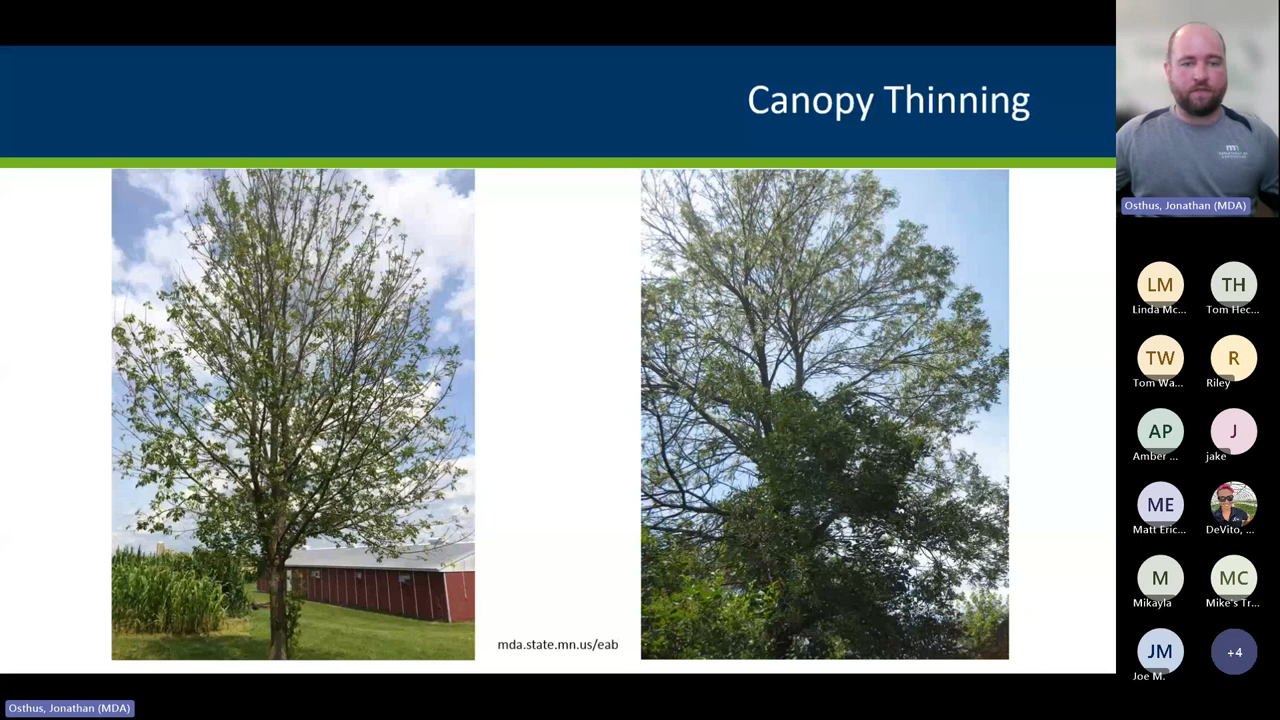 Canopy Thinning
mda.state.mn.us/eab
Osthus, Jonathan (MDA)
LM
Linda Mc...
TH
Tom Hec...
TW
Tom Wa...
R
Riley
AP
Amber ...
J
jake
ME
Matt Eric...
DeVito, ...
M
Mikayla
MC
Mike's Tr...
JM
Joe M.
+4
Osthus, Jonathan (MDA)